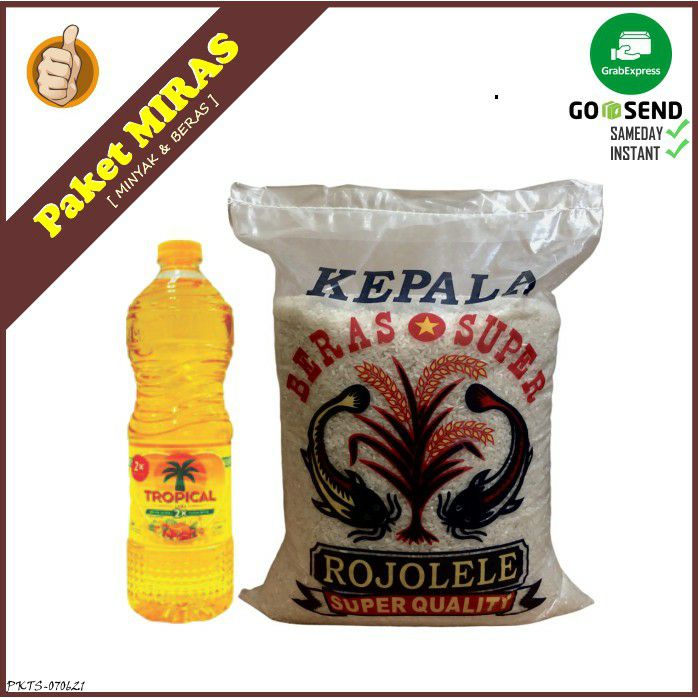 Paket MIRAS
[ MINYAK & BERAS ]
GrabExpress
GO SEND
SAMEDAY
INSTANT
KEPALA
BERAS SUPER
ROJOLELE
SUPER QUALITY
2x
TROPICAL
2x
PKTS-070621